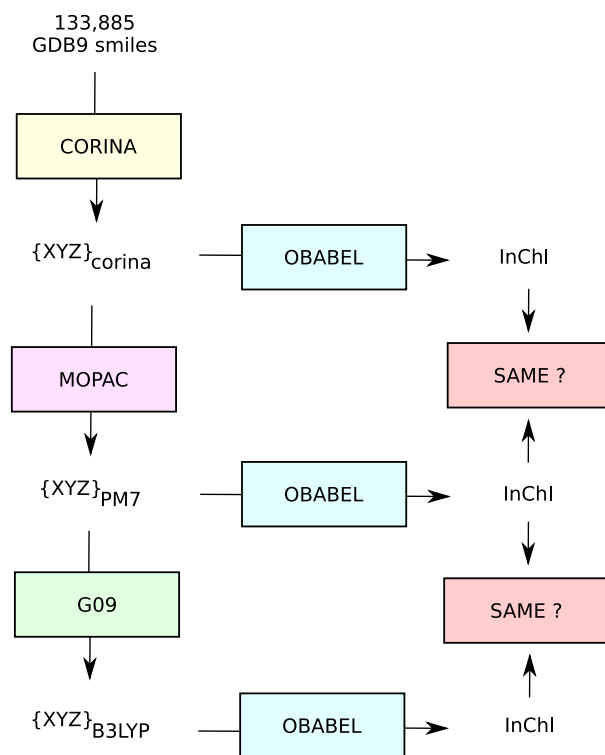 133,885
GDB9 smiles
CORINA
{XYZ}corina
OBABEL
InChI
MOPAC
SAME ?
{XYZ}PM7
OBABEL
InChI
G09
SAME ?
{XYZ}B3LYP
OBABEL
InChI